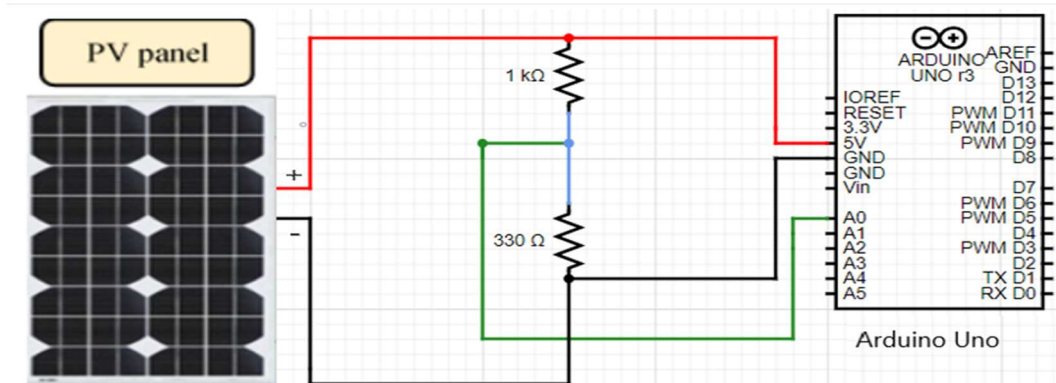 PV panel
+
-
1 kΩ
330 Ω
ARDUINO
UNO r3
IOREF
RESET
3.3V
5V
GND
GND
Vin
A0
A1
A2
A3
A4
A5
AREF
GND
D13
D12
PWM D11
PWM D10
PWM D9
D8
D7
PWM D6
PWM D5
D4
PWM D3
D2
TX D1
RX D0
Arduino Uno